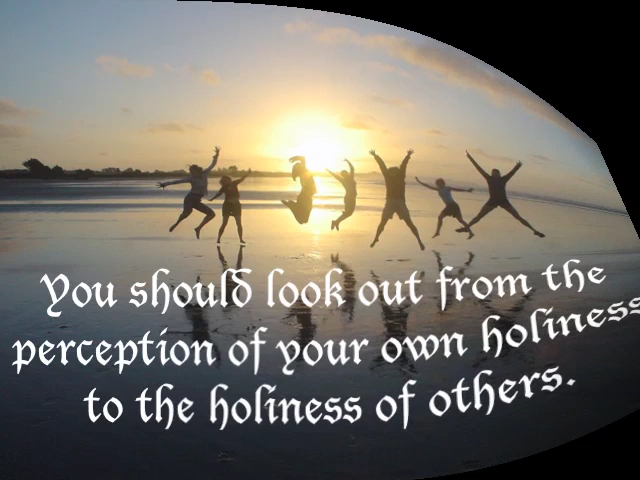 You should look out from the
perception of your own holiness
to the holiness of others.